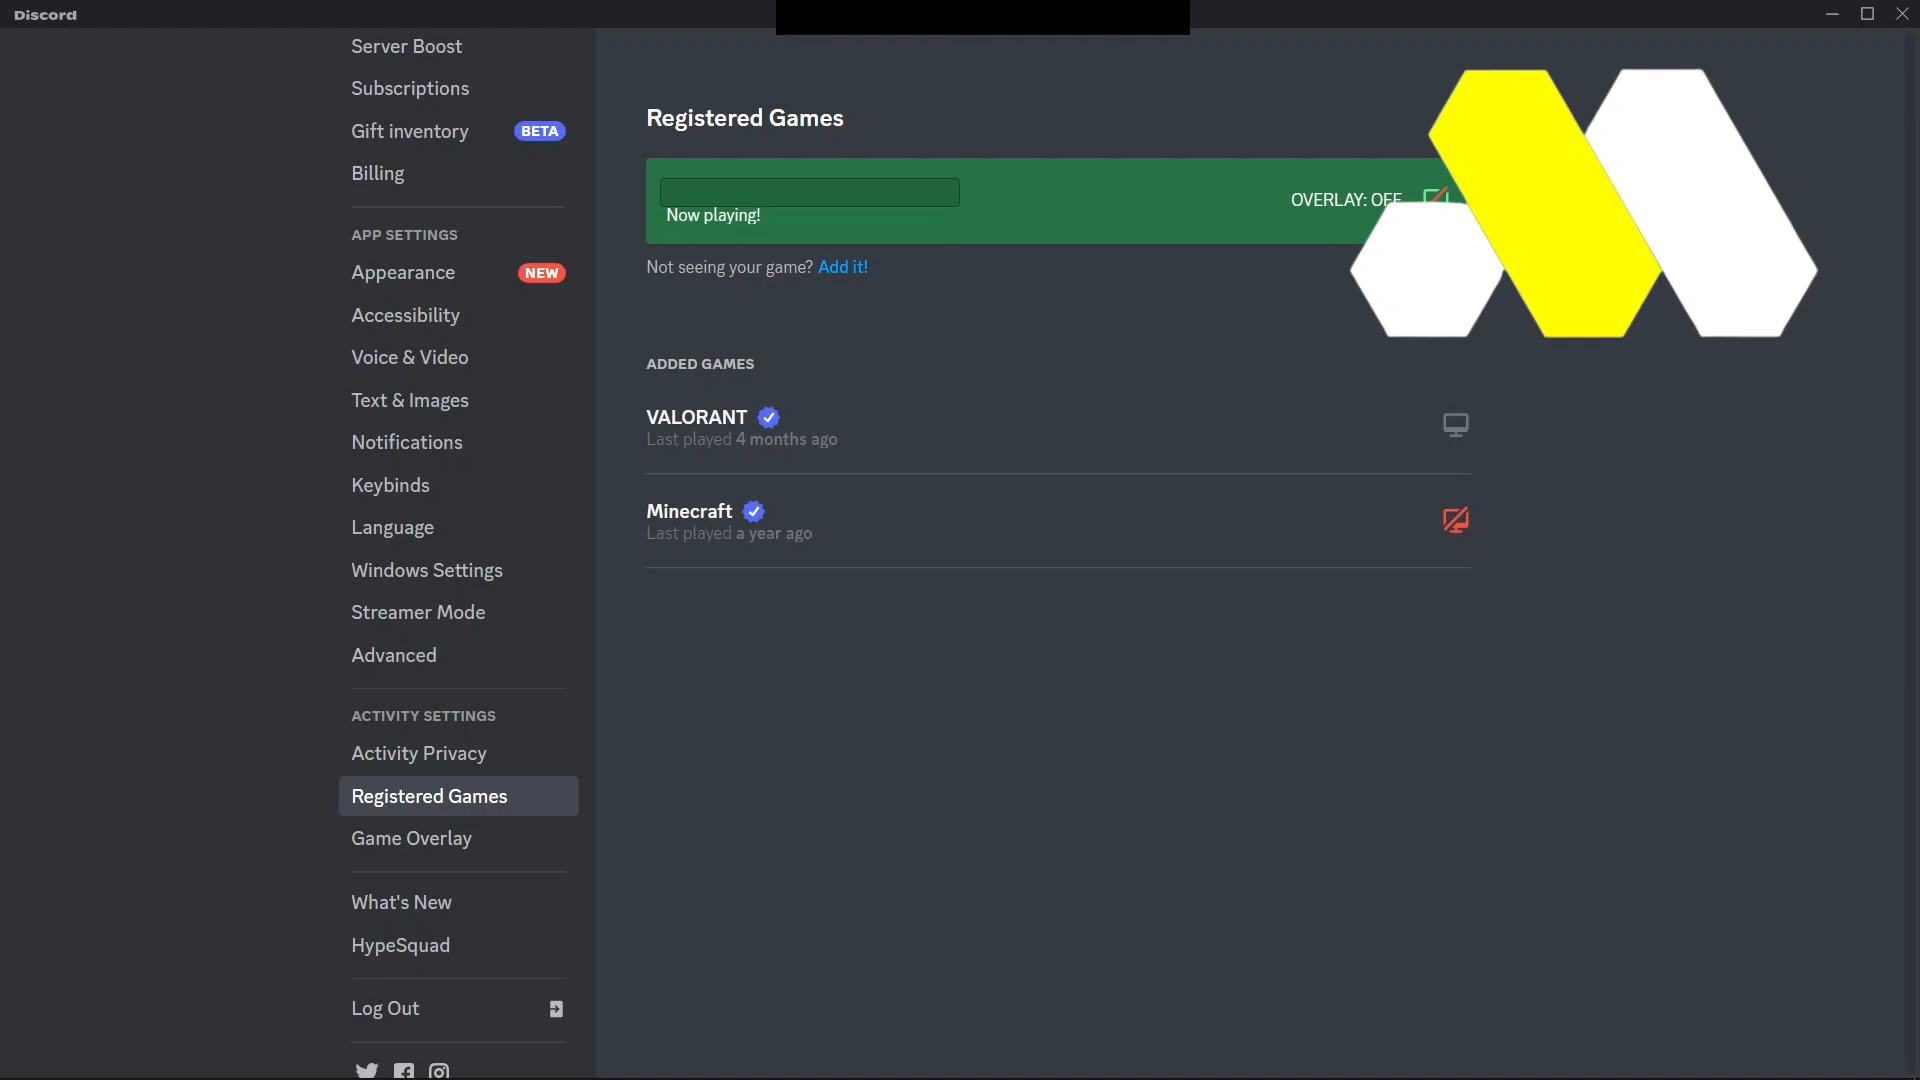 Discord
Server Boost
Subscriptions
Gift inventory BETA
Billing
APP SETTINGS
Appearance NEW
Accessibility
Voice & Video
Text & Images
Notifications
Keybinds
Language
Windows Settings
Streamer Mode
Advanced
ACTIVITY SETTINGS
Activity Privacy
Registered Games
Game Overlay
What's New
HypeSquad
Log Out
Registered Games
Now playing!
OVERLAY: OFF
Not seeing your game? Add it!
ADDED GAMES
VALORANT
Last played 4 months ago
Minecraft
Last played a year ago